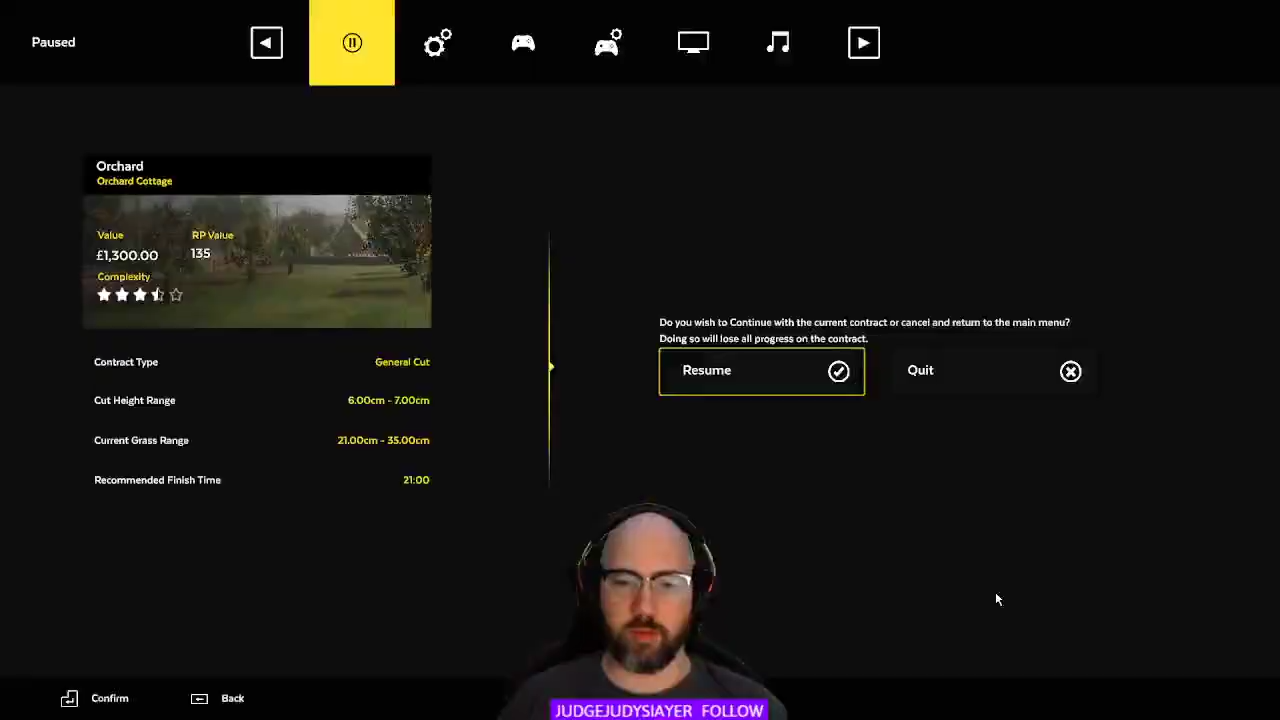 Paused
Orchard
Orchard Cottage
Value
RP Value
£1,300.00
135
Complexity
Contract Type
General Cut
Cut Height Range
6.00cm - 7.00cm
Current Grass Range
21.00cm - 35.00cm
Recommended Finish Time
21:00
Do you wish to Continue with the current contract or cancel and return to the main menu?
Doing so will lose all progress on the contract.
Resume
Quit
Confirm
Back
JUDGEJUDYSlAYER FOLLOW